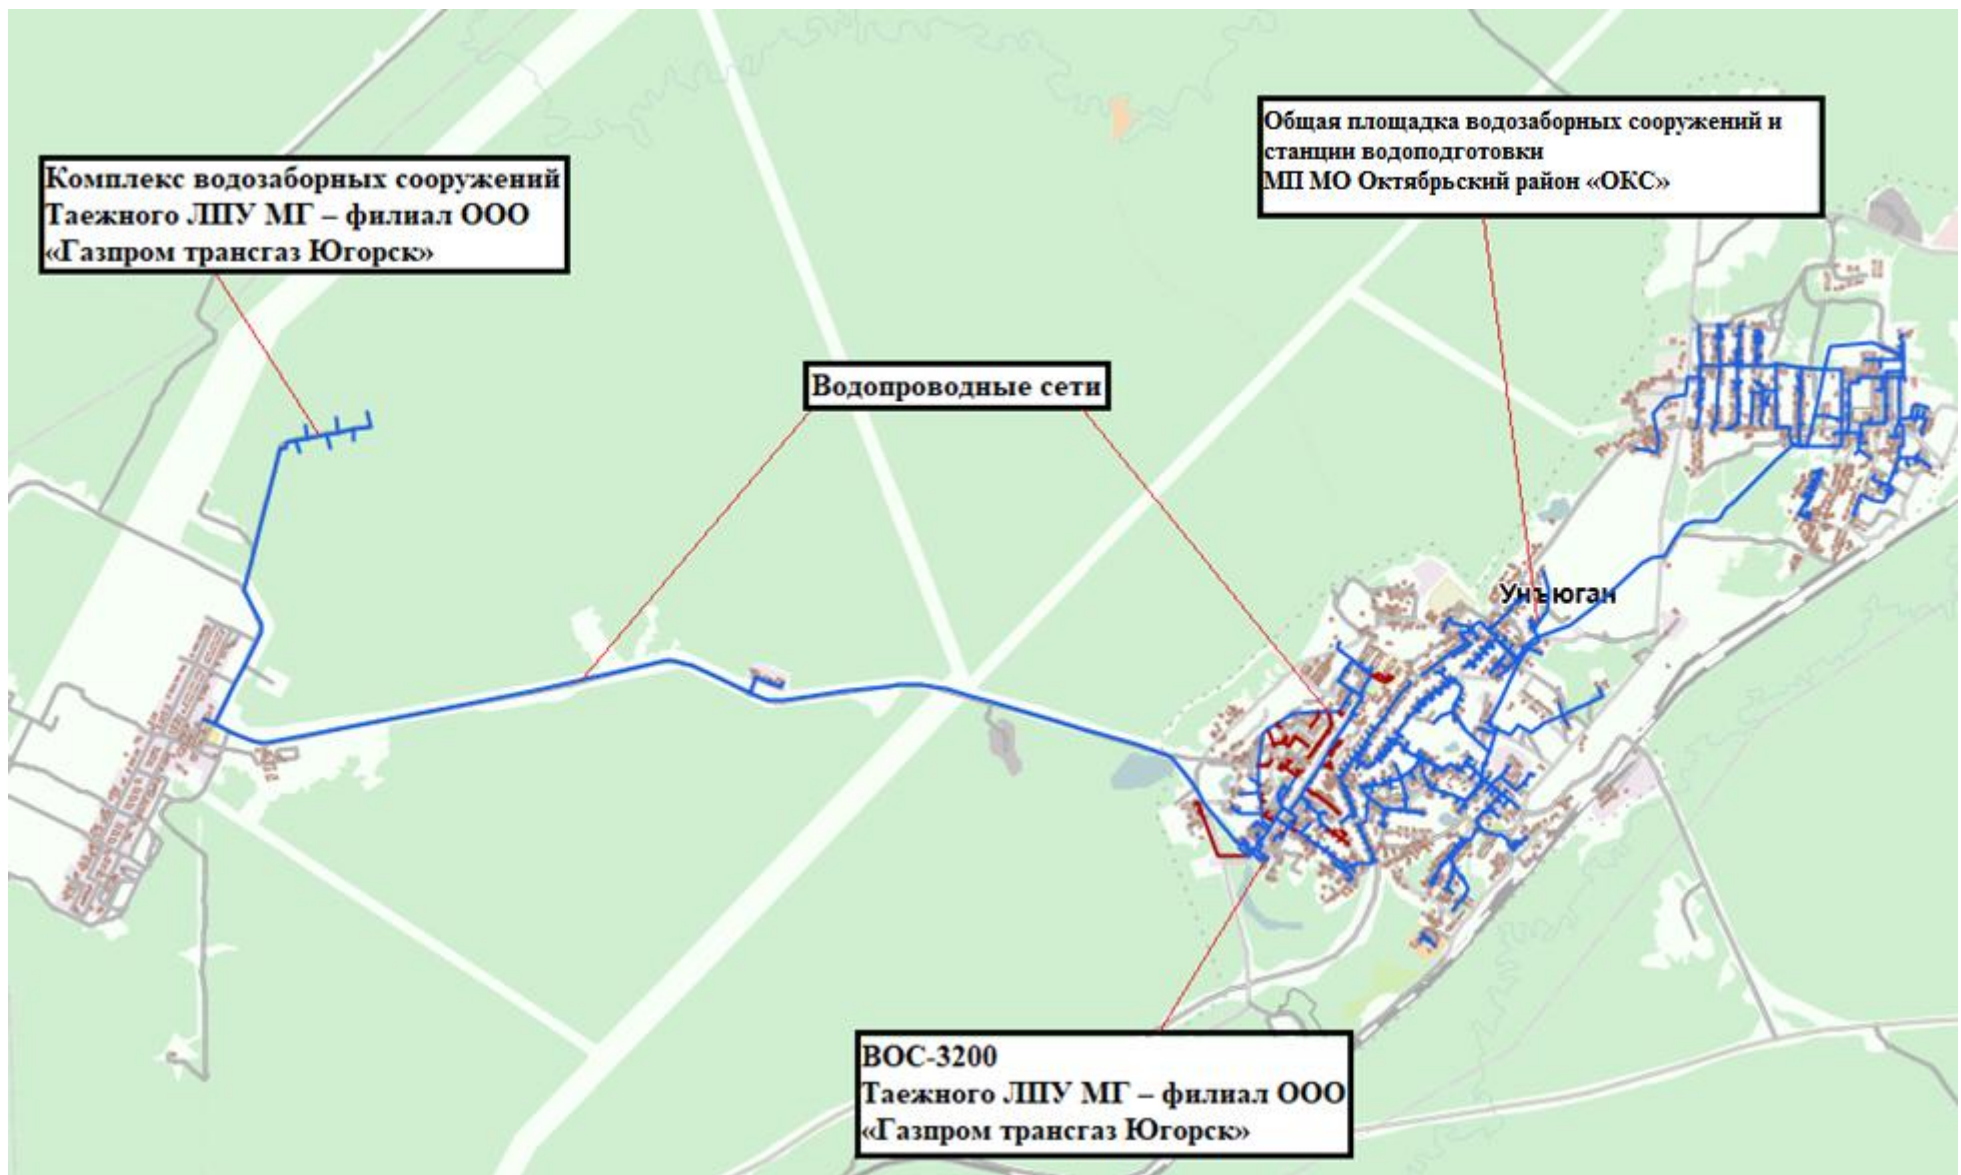 Общая площадка водозаборных сооружений и
станции водоподготовки
МП МО Октябрьский район «ОКС»
Комплекс водозаборных сооружений
Таежного ЛПУ МГ – филиал ООО
«Газпром трансгаз Югорск»
Водопроводные сети
Унъюган
ВОС-3200
Таежного ЛПУ МГ – филиал ООО
«Газпром трансгаз Югорск»